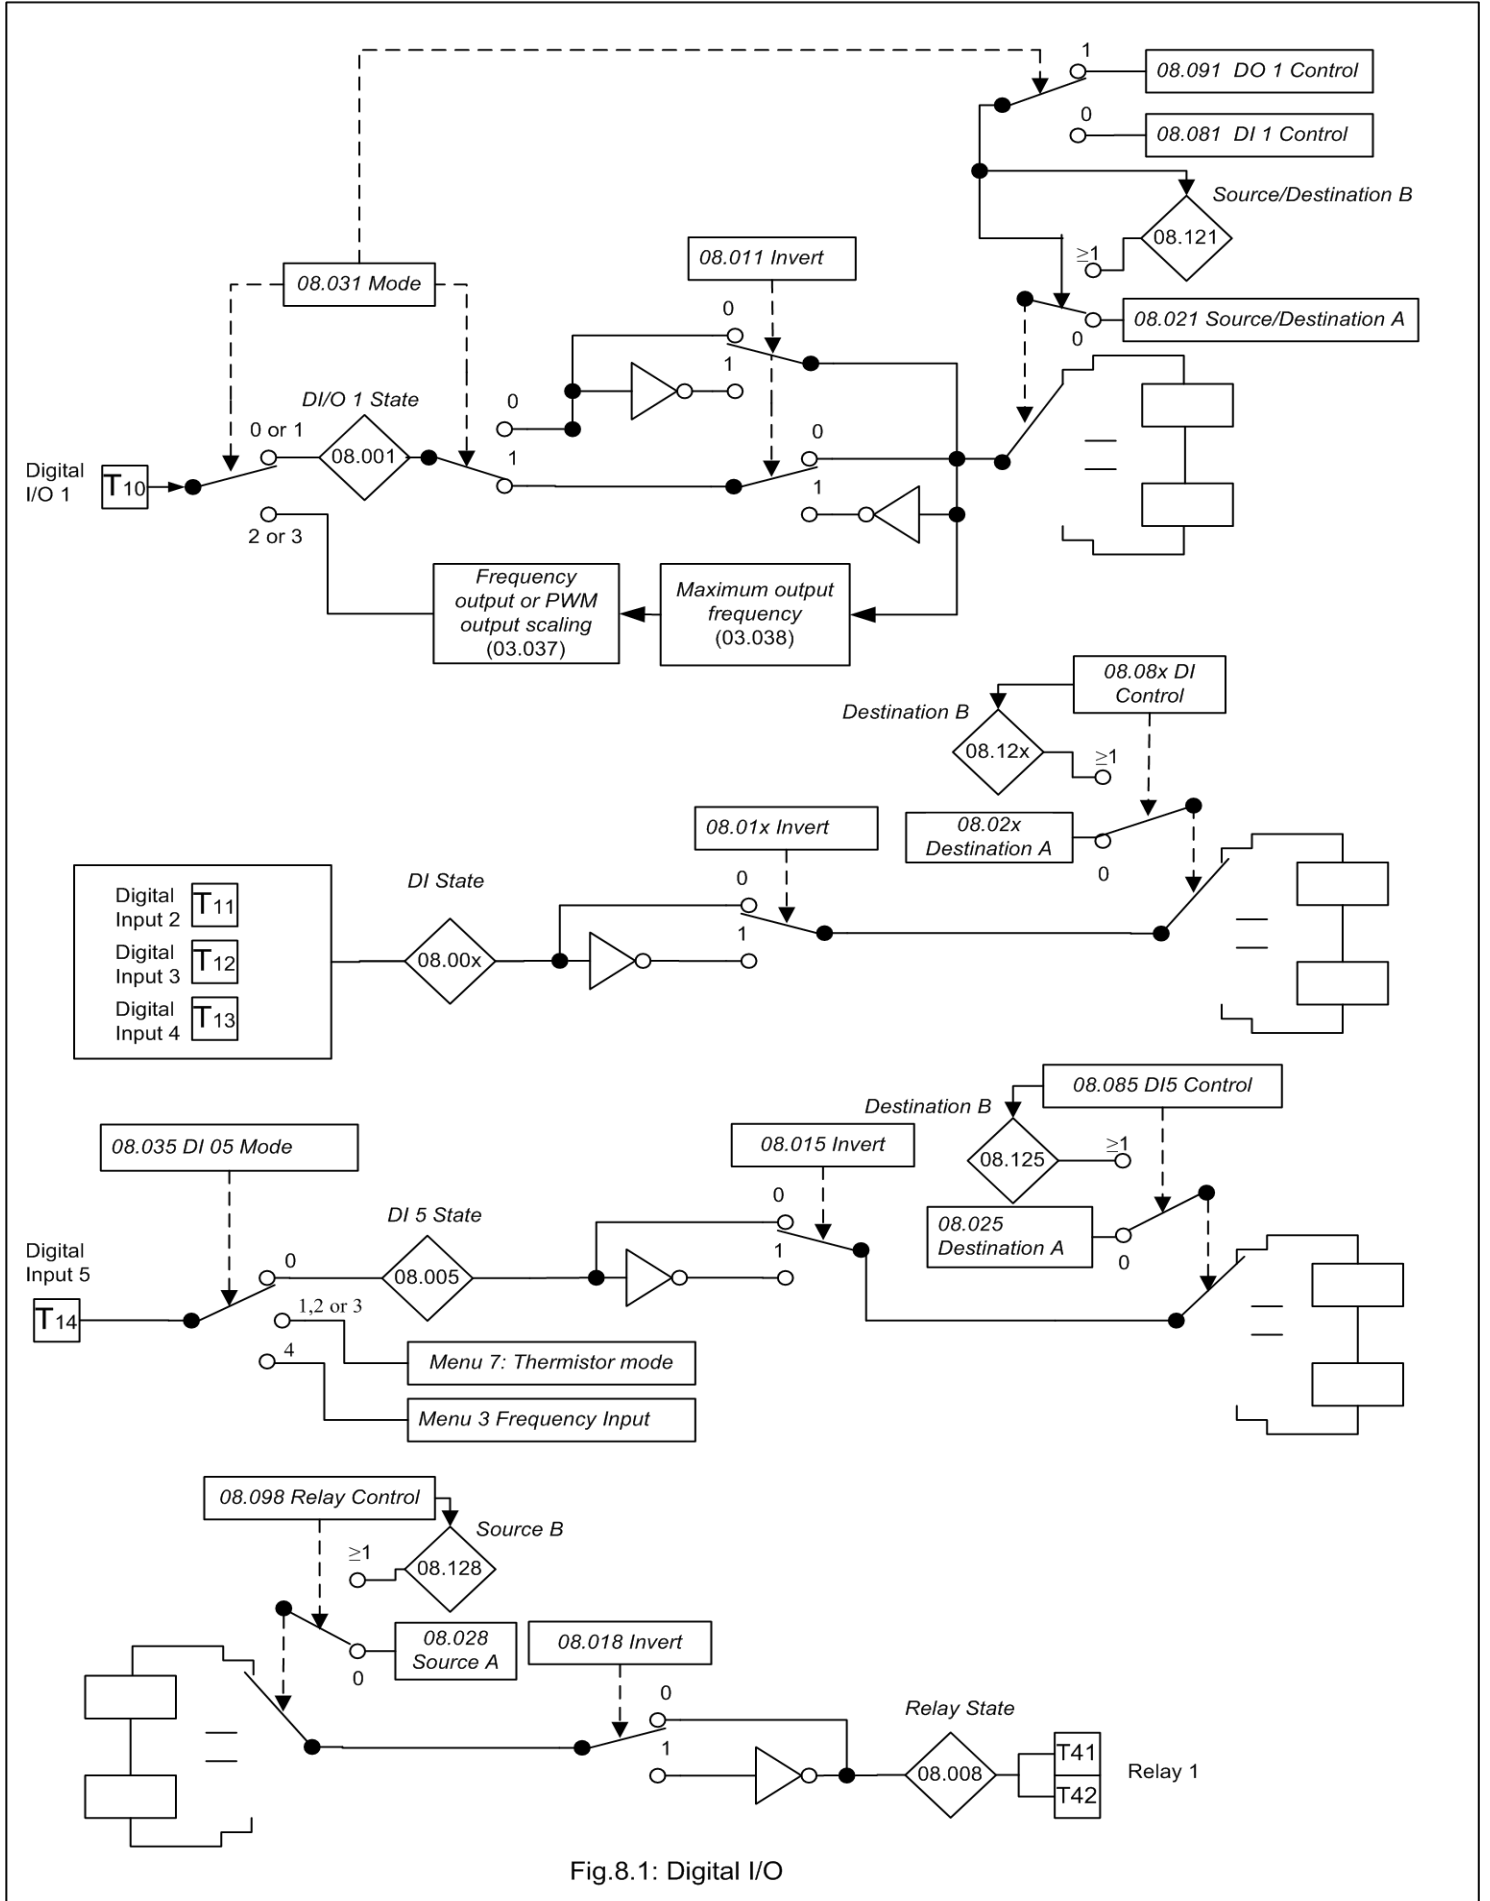 1
08.091 DO 1 Control
0
08.081 DI 1 Control
Source/Destination B
08.121
≥1
08.031 Mode
08.011 Invert
0
08.021 Source/Destination A
0
1
DI/O 1 State
0 or 1
08.001
0
1
0
1
Digital
I/O 1
T10
2 or 3
Frequency
output or PWM
output scaling
(03.037)
Maximum output
frequency
(03.038)
08.08x DI
Control
Destination B
08.12x
≥1
08.01x Invert
08.02x
Destination A
0
DI State
0
1
Digital
Input 2
T11
Digital
Input 3
T12
Digital
Input 4
T13
08.00x
08.085 DI5 Control
Destination B
08.125
≥1
08.035 DI 05 Mode
08.015 Invert
08.025
Destination A
0
DI 5 State
0
1
Digital
Input 5
T14
0
08.005
1,2 or 3
4
Menu 7: Thermistor mode
Menu 3 Frequency Input
08.098 Relay Control
Source B
08.128
≥1
08.028
Source A
0
08.018 Invert
0
1
Relay State
08.008
T41
T42
Relay 1
Fig.8.1: Digital I/O